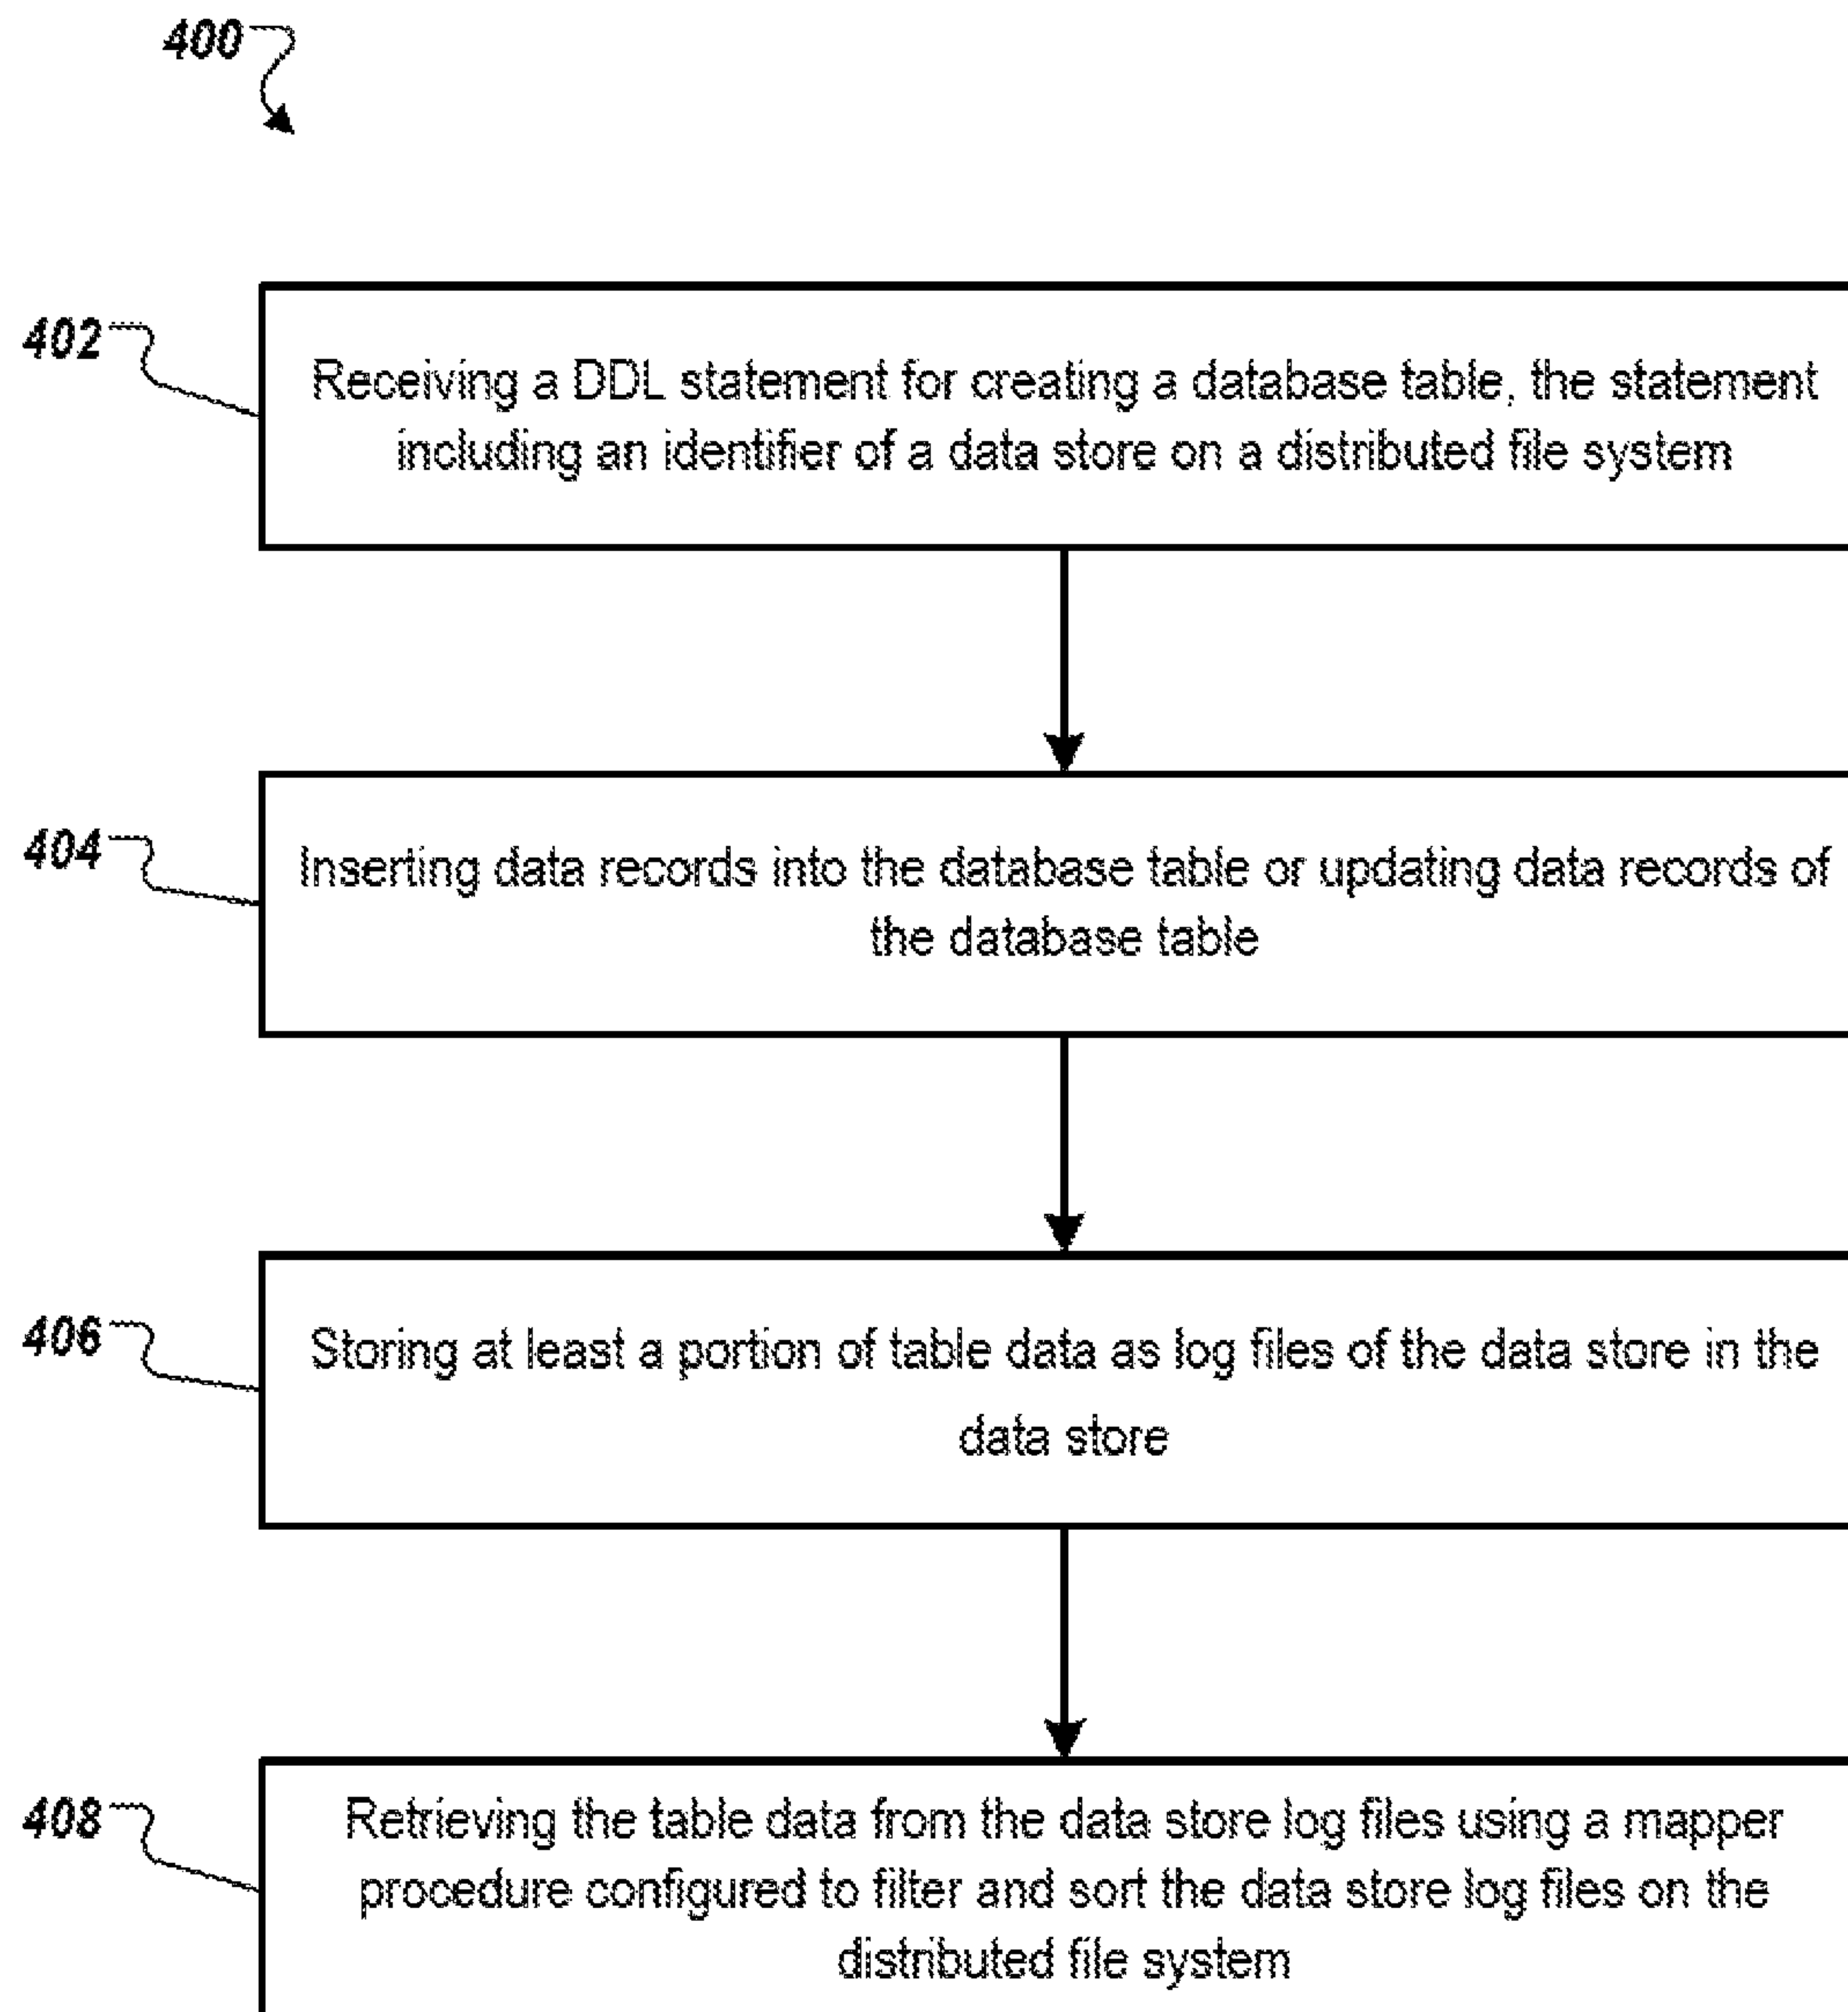 400
402
Receiving a DDL statement for creating a database table, the statement
including an identifier of a data store on a distributed file system
404
Inserting data records into the database table or updating data records of
the database table
406
Storing at least a portion of table data as log files of the data store in the
data store
408
Retrieving the table data from the data store log files using a mapper
procedure configured to filter and sort the data store log files on the
distributed file system